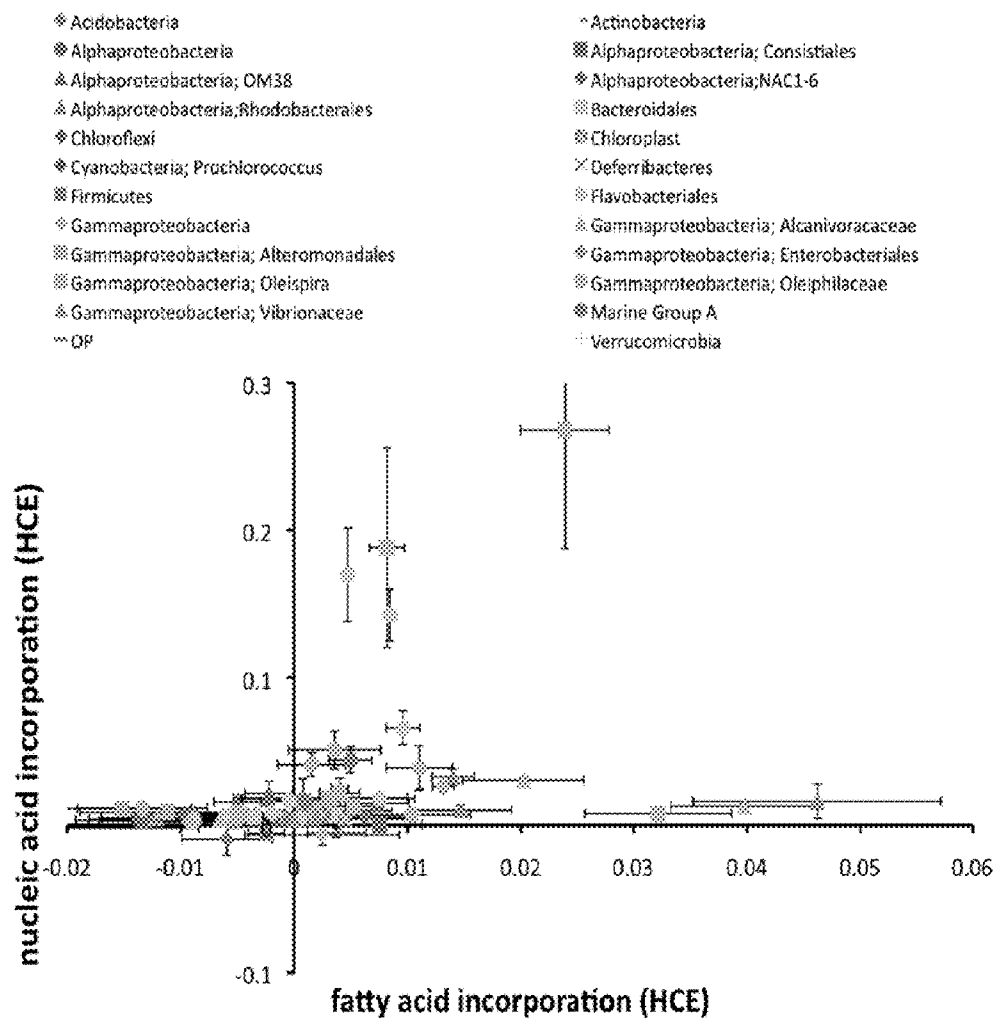 Acidobacteria
Actinobacteria
Alphaproteobacteria
Alphaproteobacteria; Consistiales
Alphaproteobacteria; OM38
Alphaproteobacteria;NAC1-6
Alphaproteobacteria;Rhodobacterales
Bacteroidales
Chloroflexi
Chloroplast
Cyanobacteria; Prochlorococcus
Deferribacteres
Firmicutes
Flavobacteriales
Gammaproteobacteria
Gammaproteobacteria; Alcanivoracaceae
Gammaproteobacteria; Alteromonadales
Gammaproteobacteria; Enterobacteriales
Gammaproteobacteria; Oleispira
Gammaproteobacteria; Oleiphilaceae
Gammaproteobacteria; Vibrionaceae
Marine Group A
OP
Verrucomicrobia
nucleic acid incorporation (HCE)
0.3
0.2
0.1
-0.02
-0.01
0
0.01
0.02
0.03
0.04
0.05
0.06
-0.1
fatty acid incorporation (HCE)